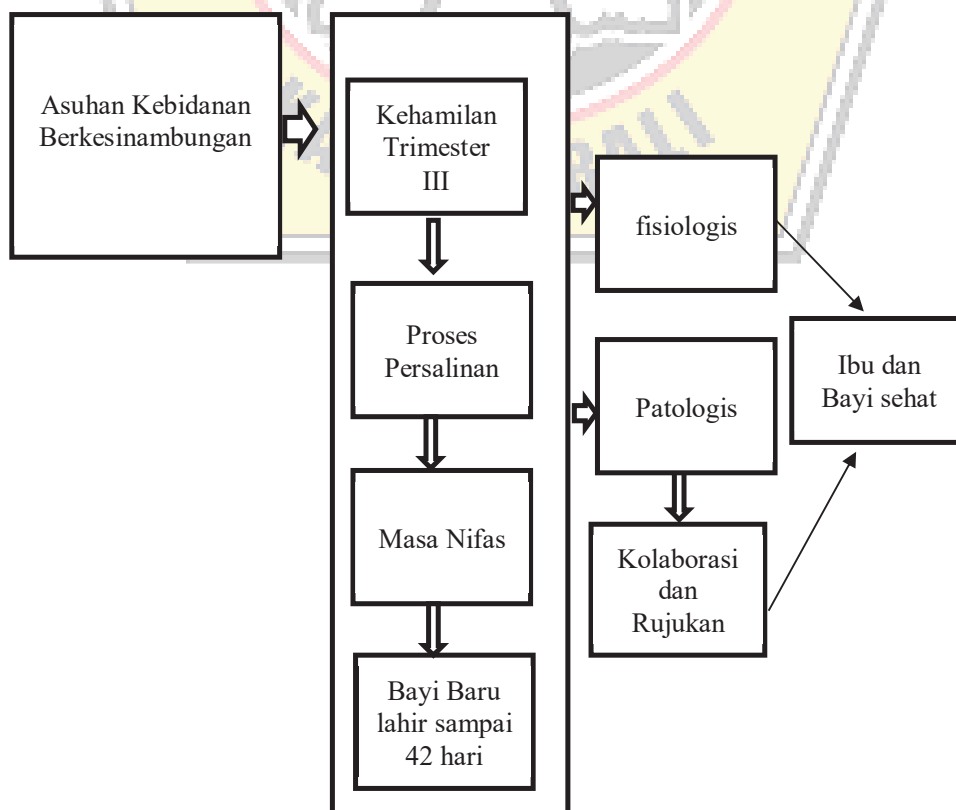 Asuhan Kebidanan
Berkesinambungan
Kehamilan
Trimester
III
Proses
Persalinan
Masa Nifas
Bayi Baru
lahir sampai
42 hari
fisiologis
Patologis
Kolaborasi
dan
Rujukan
Ibu dan
Bayi sehat